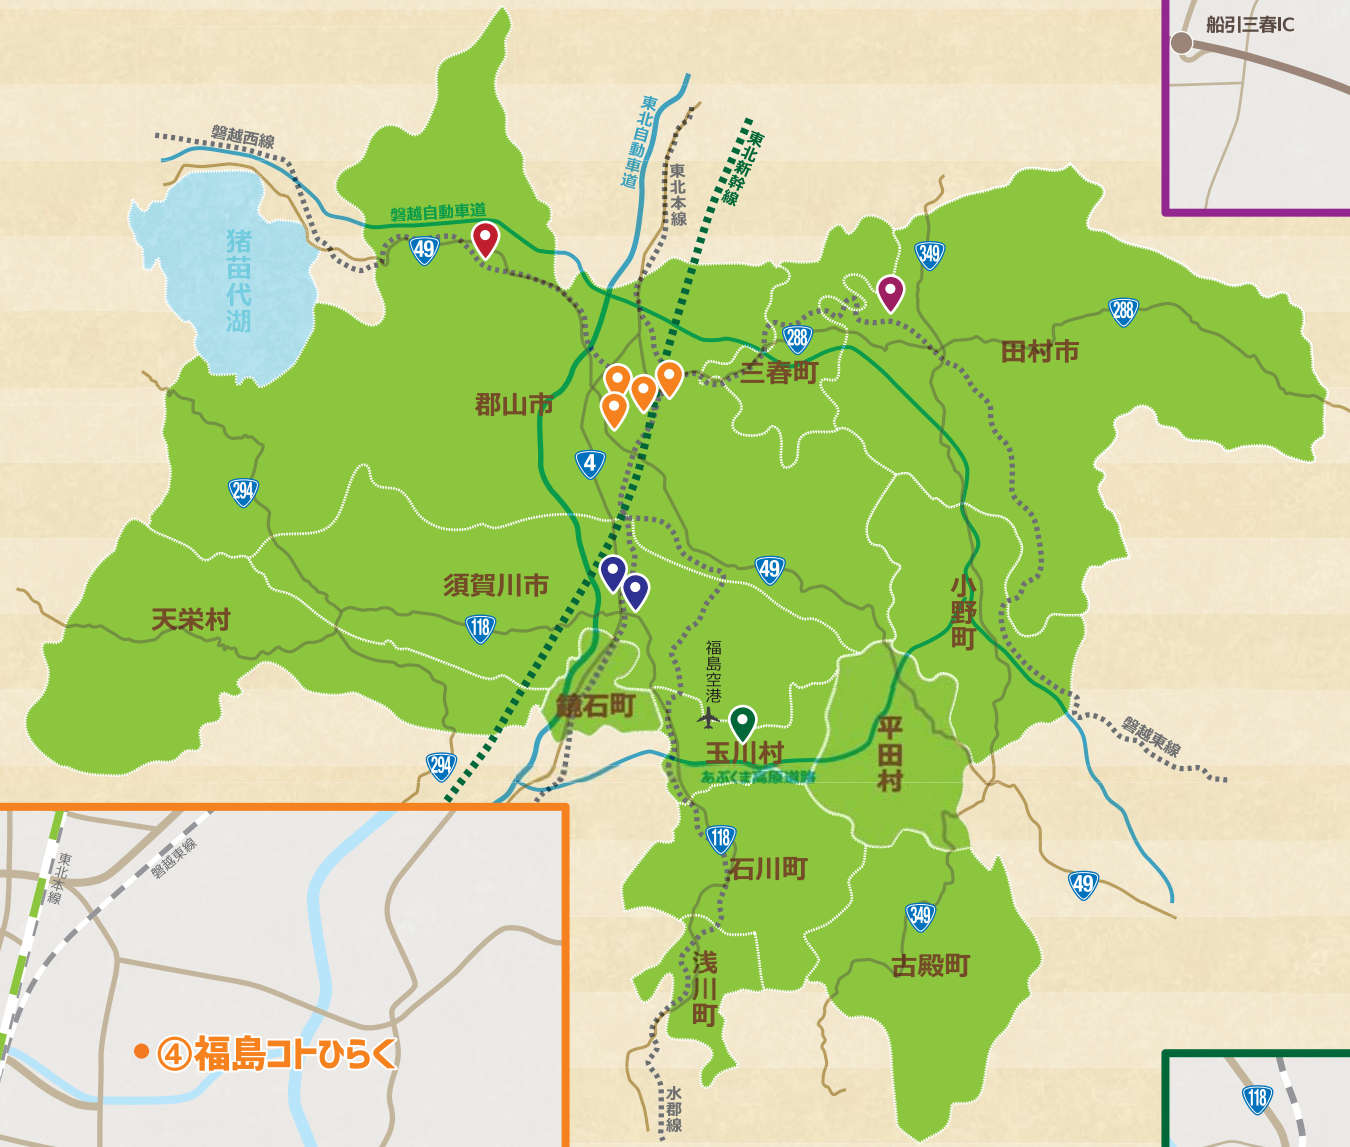 船引三春IC
磐越西線
東北自動車道
東北本線
東北新幹線
磐越自動車道
49
猪苗代湖
349
288
288
田村市
三春町
郡山市
4
294
須賀川市
118
天栄村
49
小野町
福島空港
鏡石町
玉川村
あぶくま高原道路
平田村
磐越東線
294
118
石川町
49
349
古殿町
浅川町
水郡線
東北本線
磐越東線
④福島コトひらく
118